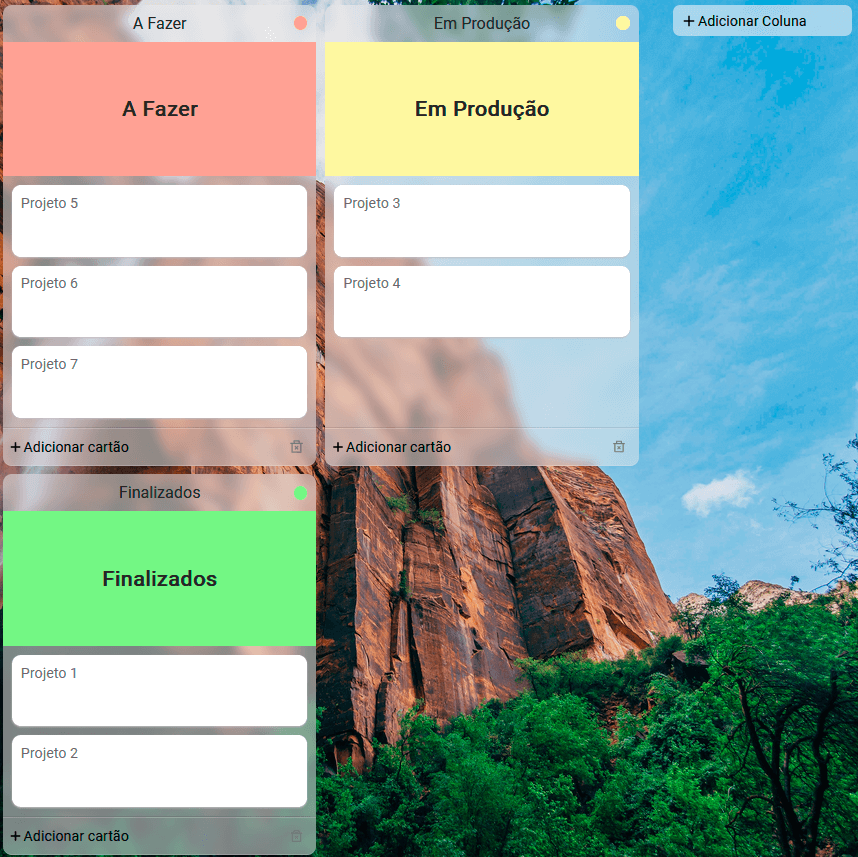 A Fazer
A Fazer
Projeto 5
Projeto 6
Projeto 7
+ Adicionar cartão
Em Produção
Em Produção
Projeto 3
Projeto 4
+ Adicionar cartão
+ Adicionar Coluna
Finalizados
Finalizados
Projeto 1
Projeto 2
+ Adicionar cartão